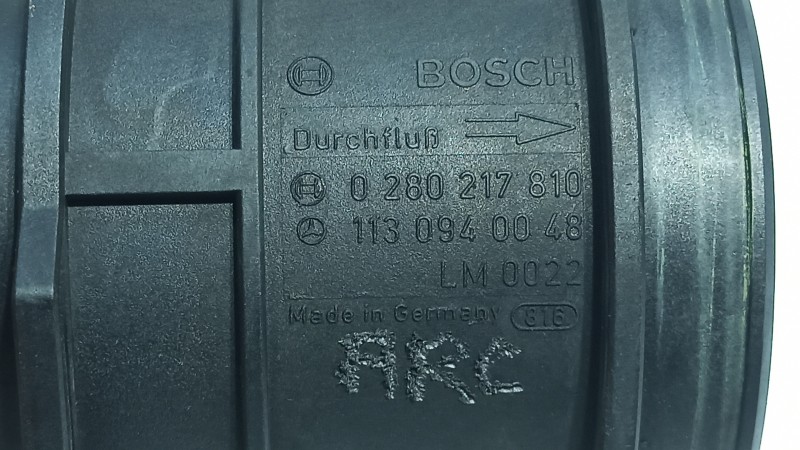 BOSCH
Durchfluß
0 280 217 810
113 094 00 48
LM 0022
Made in Germany 816
ARC